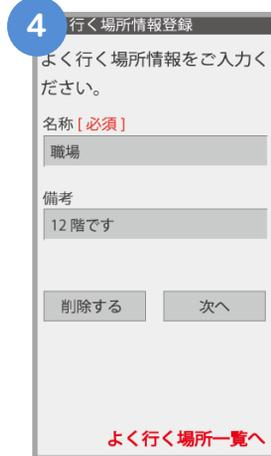 4
行く場所情報登録
よく行く場所情報をご入力く
ださい。
名称 [ 必須 ]
職場
備考
12 階です
削除する 次へ
よく行く場所一覧へ